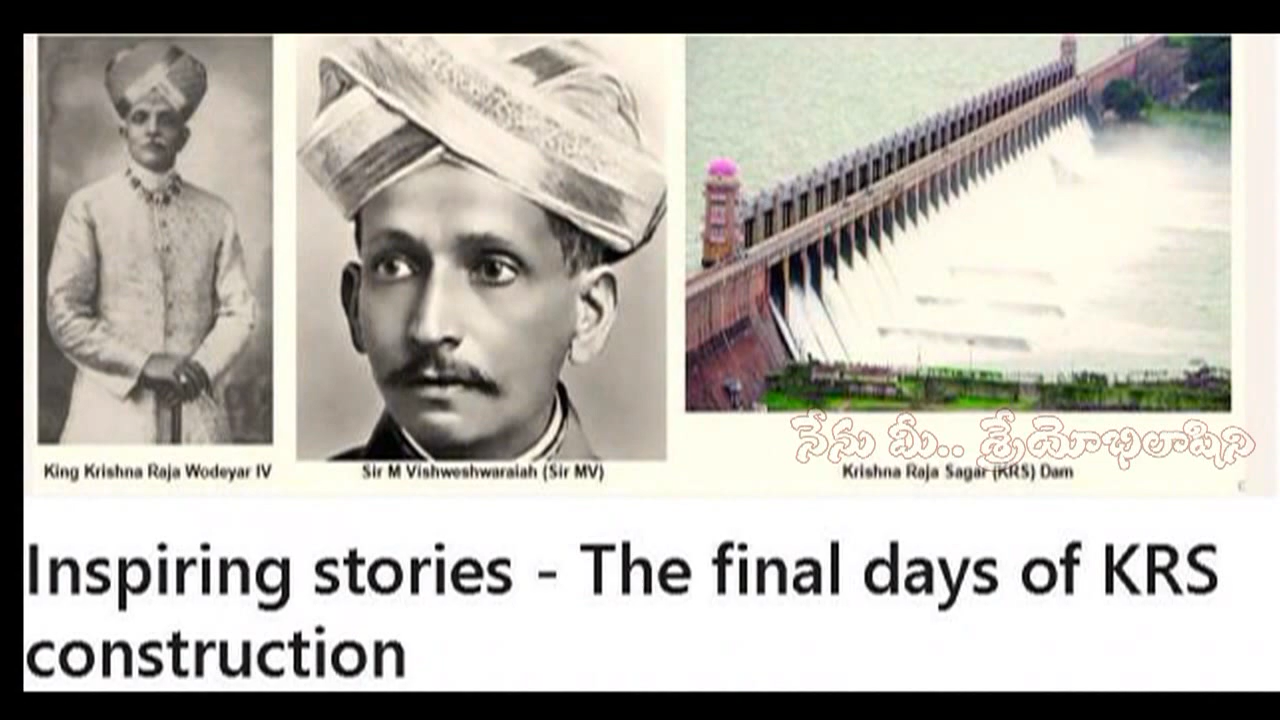 నేను మీ.. శ్రేయోభిలాషిని
King Krishna Raja Wodeyar IV
Sir M Vishweshwaraiah (Sir MV)
Krishna Raja Sagar (KRS) Dam
Inspiring stories - The final days of KRS
construction